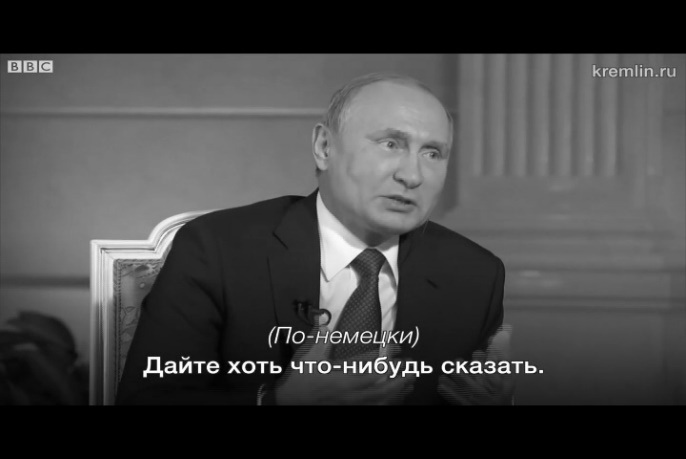 BBC
kremlin.ru
(По-немецки)
Дайте хоть что-нибудь сказать.